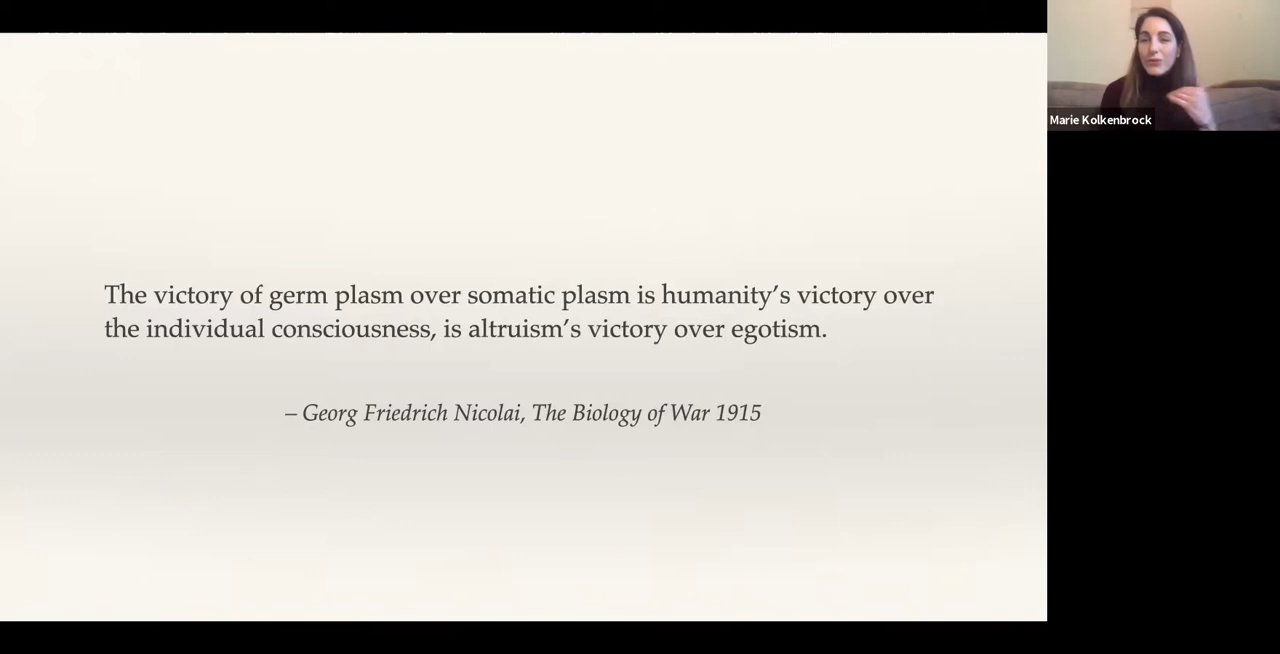 The victory of germ plasm over somatic plasm is humanity’s victory over
the individual consciousness, is altruism’s victory over egotism.
– Georg Friedrich Nicolai, The Biology of War 1915
Marie Kolkenbrock